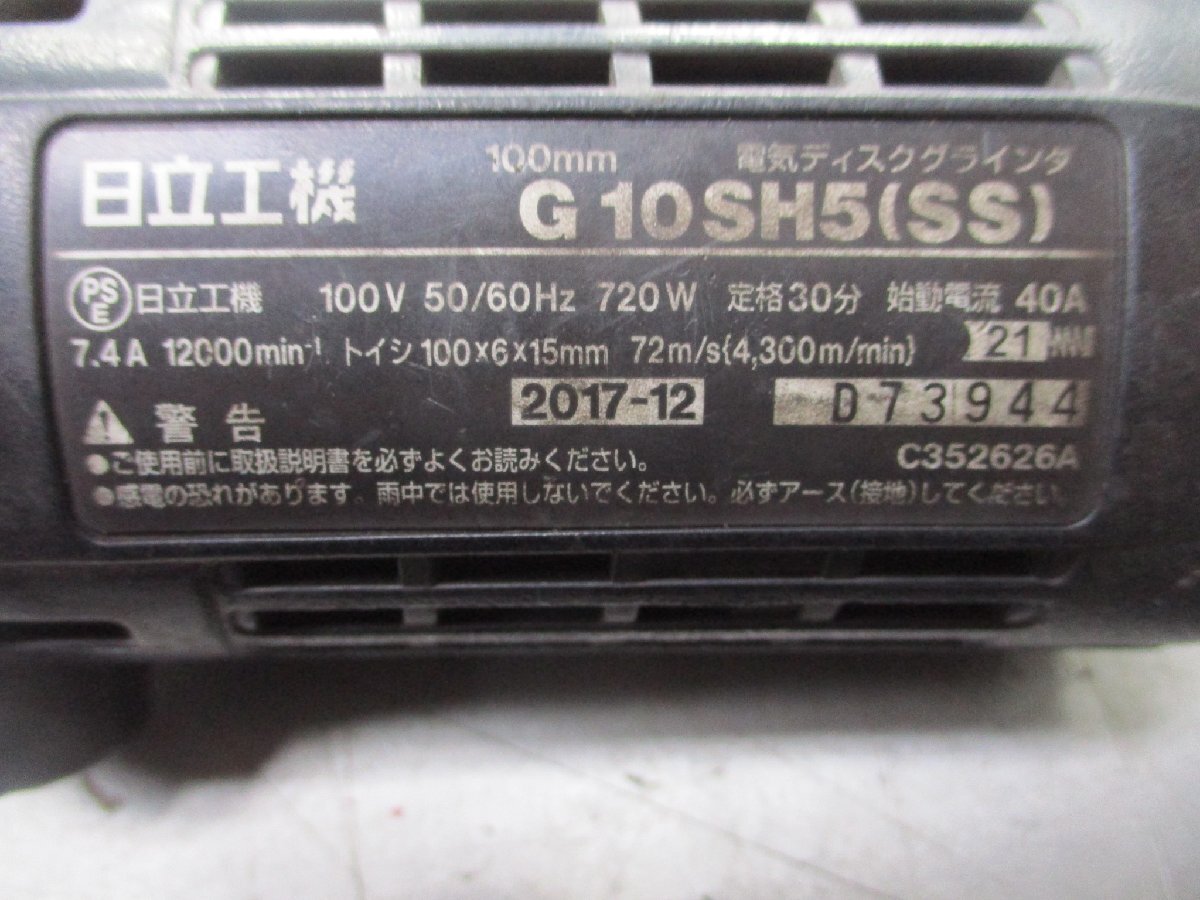 100mm 電気ディスクグラインダ
日立工機 G10SH5(SS)
PSE 日立工機 100V 50/60Hz 720W 定格30分 始動電流 40A
7.4A 12000min⁻¹ トイシ 100×6×15mm 72m/s{4,300m/min} 21
警告 2017-12 D73944
●ご使用前に取扱説明書を必ずよくお読みください。 C352626A
●感電の恐れがあります。雨中では使用しないでください。必ずアース(接地)してください。